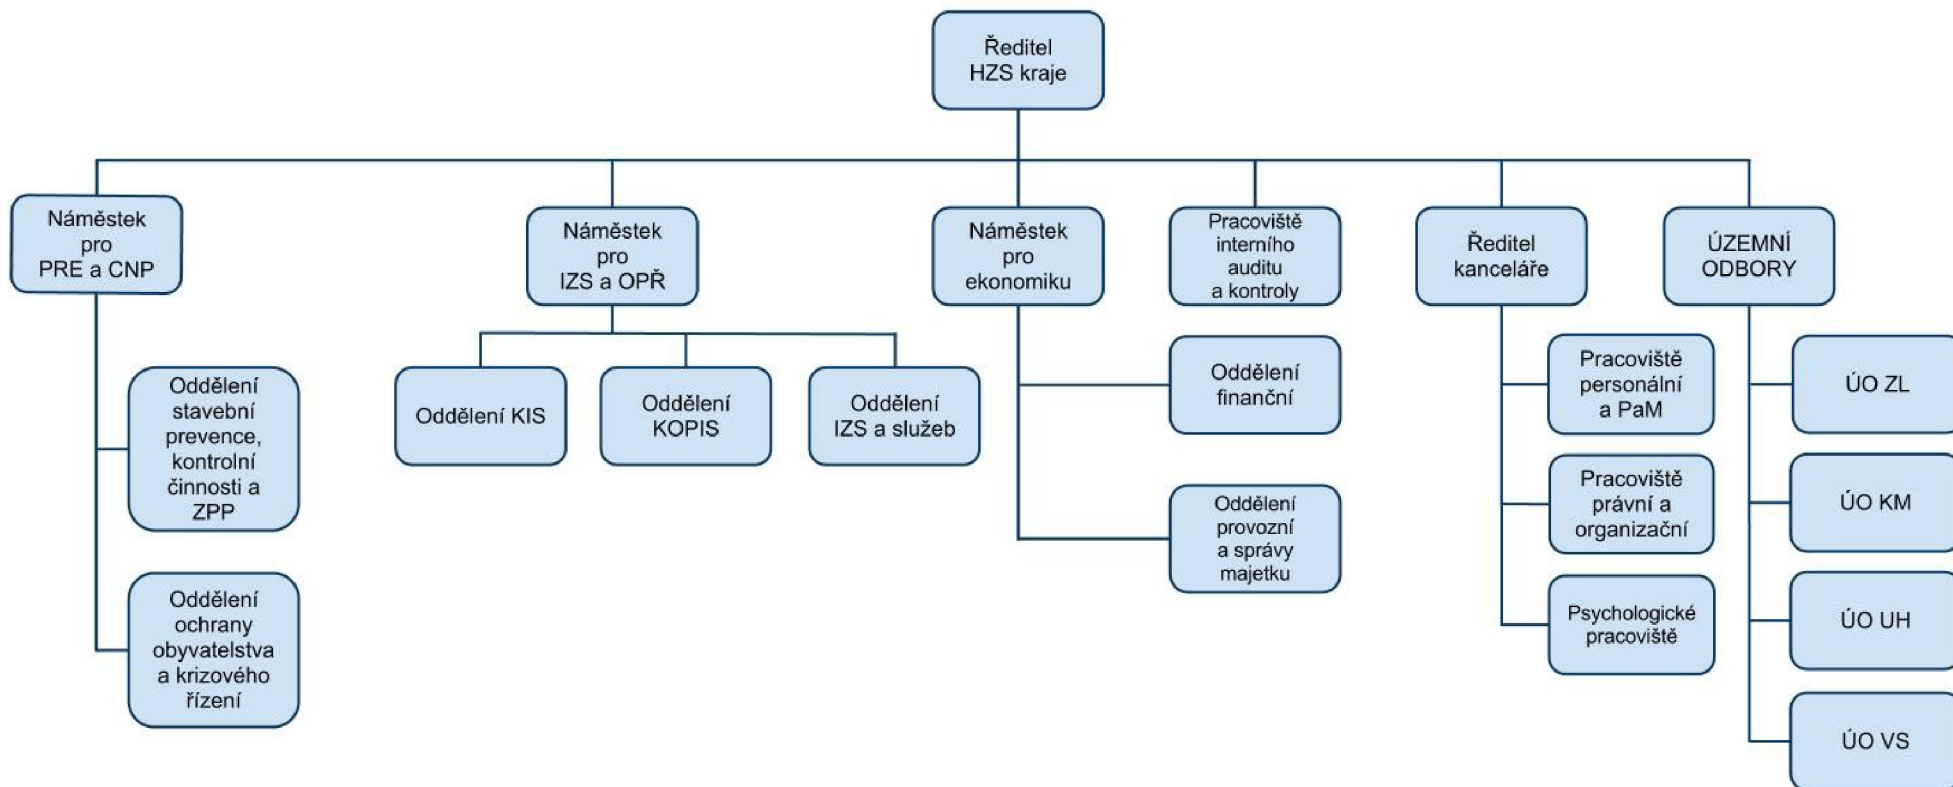 Ředitel
HZS kraje
Náměstek
pro
PRE a CNP
Náměstek
pro
IZS a OPŘ
Náměstek
pro
ekonomiku
Pracoviště
interního
auditu
a kontroly
Ředitel
kanceláře
ÚZEMNÍ
ODBORY
Oddělení
stavební
prevence,
kontrolní
činnosti a
ZPP
Oddělení
ochrany
obyvatelstva
a krizového
řízení
Oddělení KIS
Oddělení
KOPIS
Oddělení
IZS a služeb
Oddělení
finanční
Oddělení
provozní
a správy
majetku
Pracoviště
personální
a PaM
Pracoviště
právní a
organizační
Psychologické
pracoviště
ÚO ZL
ÚO KM
ÚO UH
ÚO VS